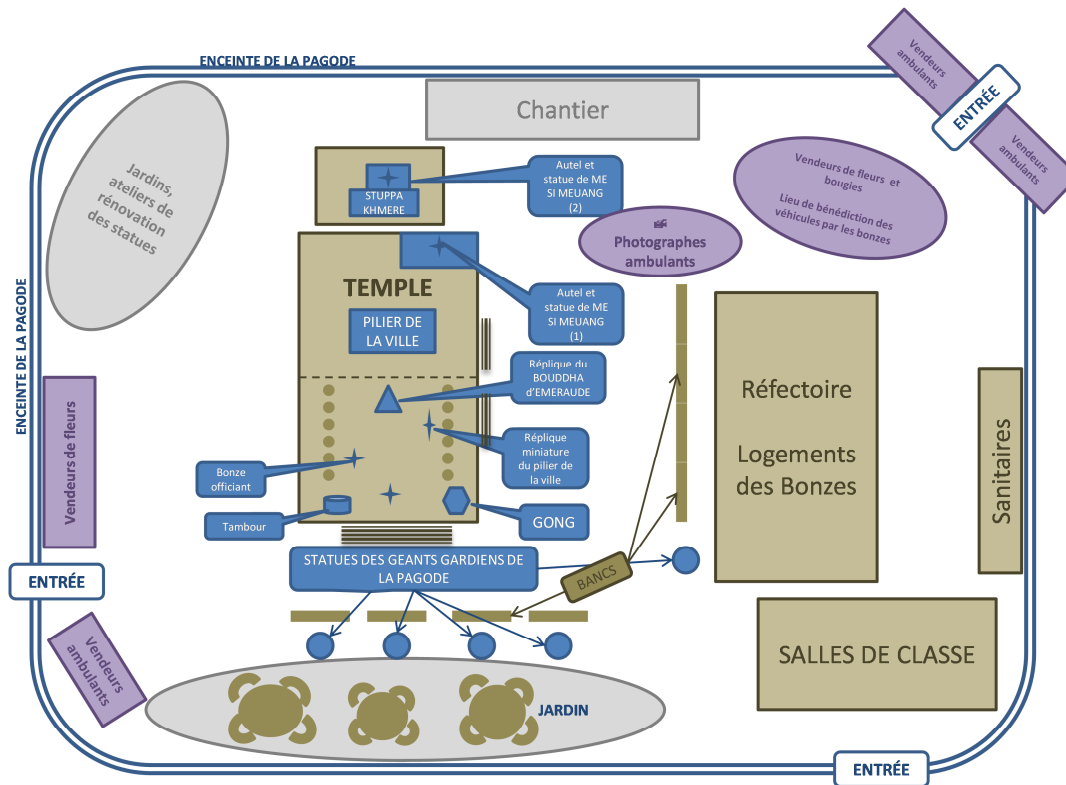 ENCEINTE DE LA PAGODE
Vendeurs
ambulants
ENTRÉE
Vendeurs
ambulants
Chantier
Jardins,
ateliers de
rénovation
des statues
STUPPA
KHMERE
Autel et
statue de ME
SI MEUANG
(2)
Vendeurs de fleurs et
bougies
Lieu de bénédiction des
véhicules par les bonzes
Photographes
ambulants
ENCEINTE DE LA PAGODE
TEMPLE
PILIER DE
LA VILLE
Autel et
statue de ME
SI MEUANG
(1)
Réplique du
BOUDDHA
d'EMERAUDE
Réplique
miniature
du pilier de
la ville
Bonze
officiant
Tambour
GONG
Réfectoire
Logements
des Bonzes
Sanitaires
Vendeurs de fleurs
ENTRÉE
STATUES DES GEANTS GARDIENS DE
LA PAGODE
BANCS
Vendeurs
ambulants
SALLES DE CLASSE
JARDIN
ENTRÉE